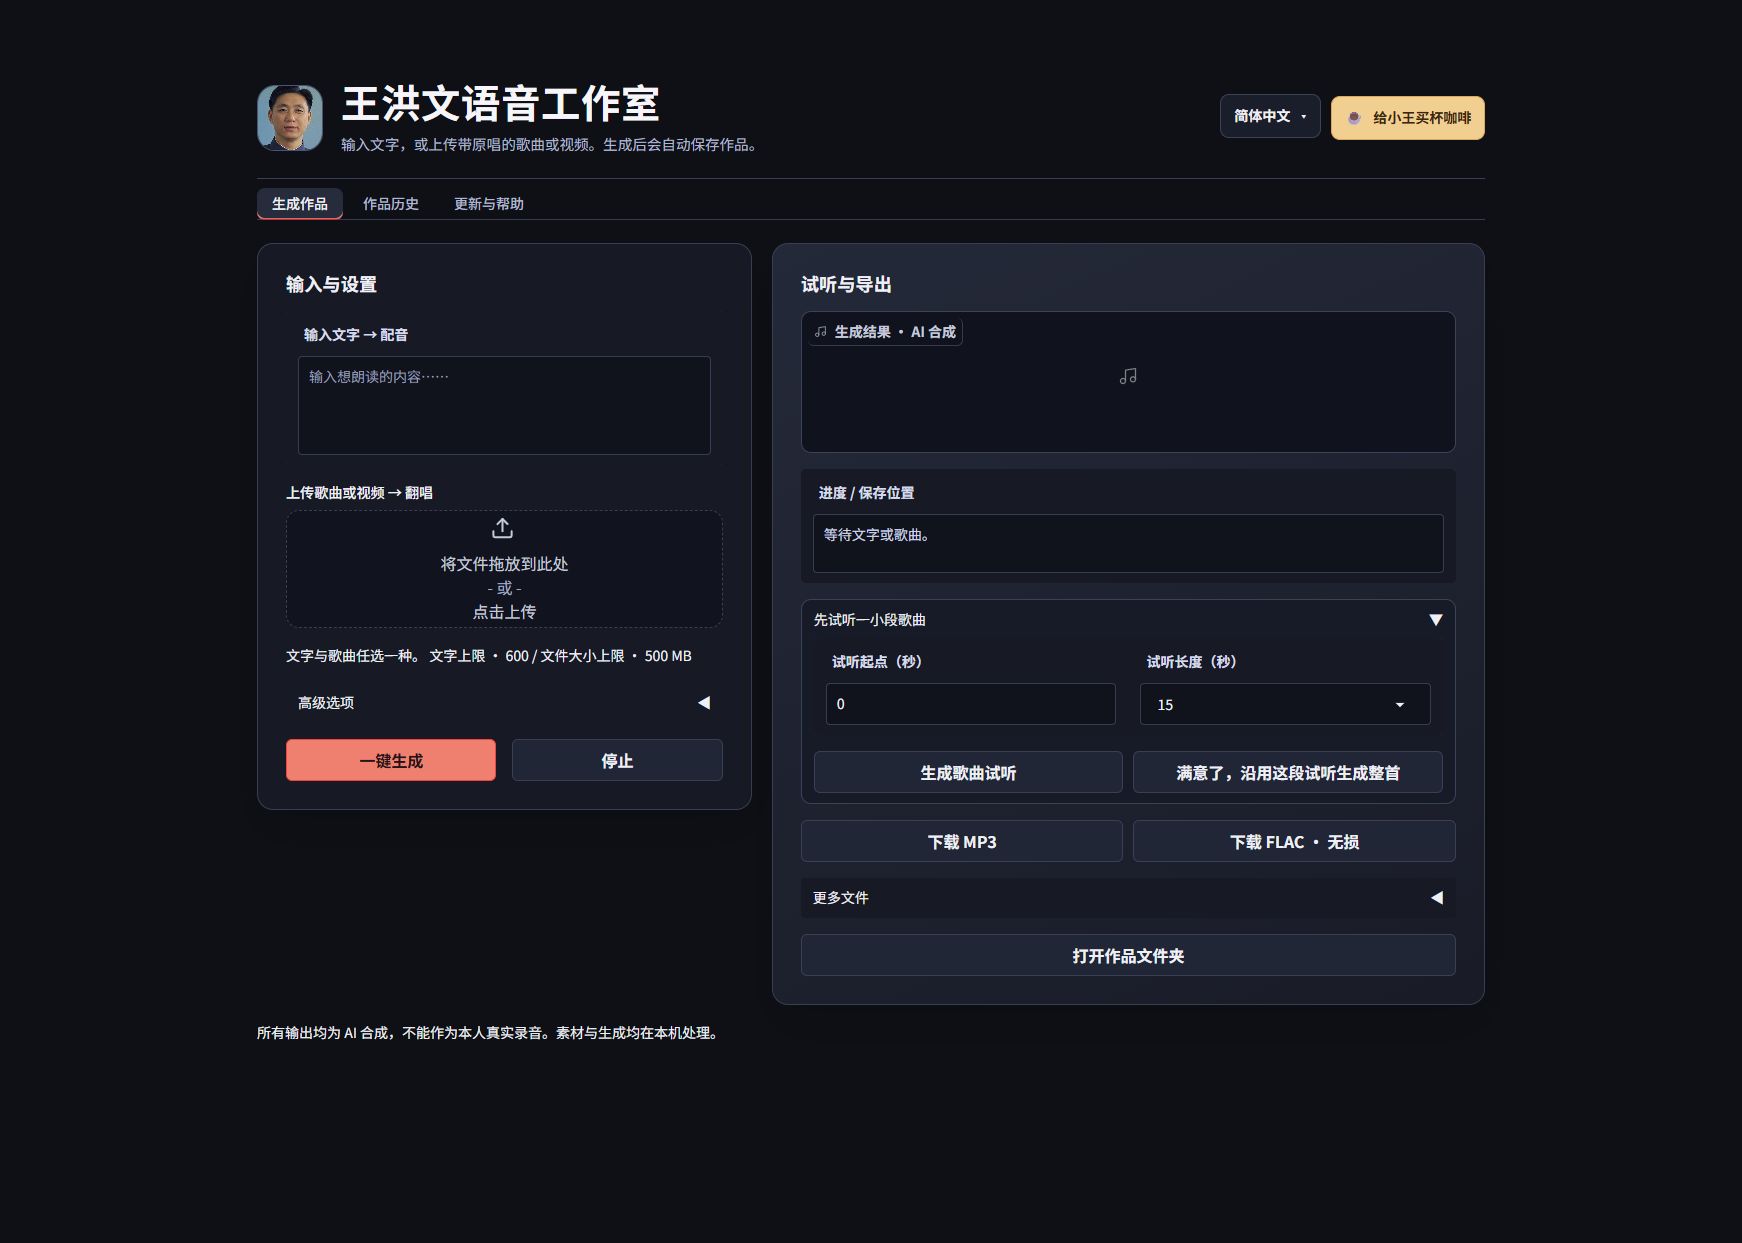 王洪文语音工作室
输入文字，或上传带原唱的歌曲或视频。生成后会自动保存作品。
简体中文
给小王买杯咖啡
生成作品
作品历史
更新与帮助
输入与设置
输入文字 → 配音
输入想朗读的内容……
上传歌曲或视频 → 翻唱
将文件拖放到此处
- 或 -
点击上传
文字与歌曲任选一种。 文字上限 · 600 / 文件大小上限 · 500 MB
高级选项
一键生成
停止
试听与导出
生成结果 · AI 合成
进度 / 保存位置
等待文字或歌曲。
先试听一小段歌曲
试听起点（秒）
试听长度（秒）
0
15
生成歌曲试听
满意了，沿用这段试听生成整首
下载 MP3
下载 FLAC · 无损
更多文件
打开作品文件夹
所有输出均为 AI 合成，不能作为本人真实录音。素材与生成均在本机处理。